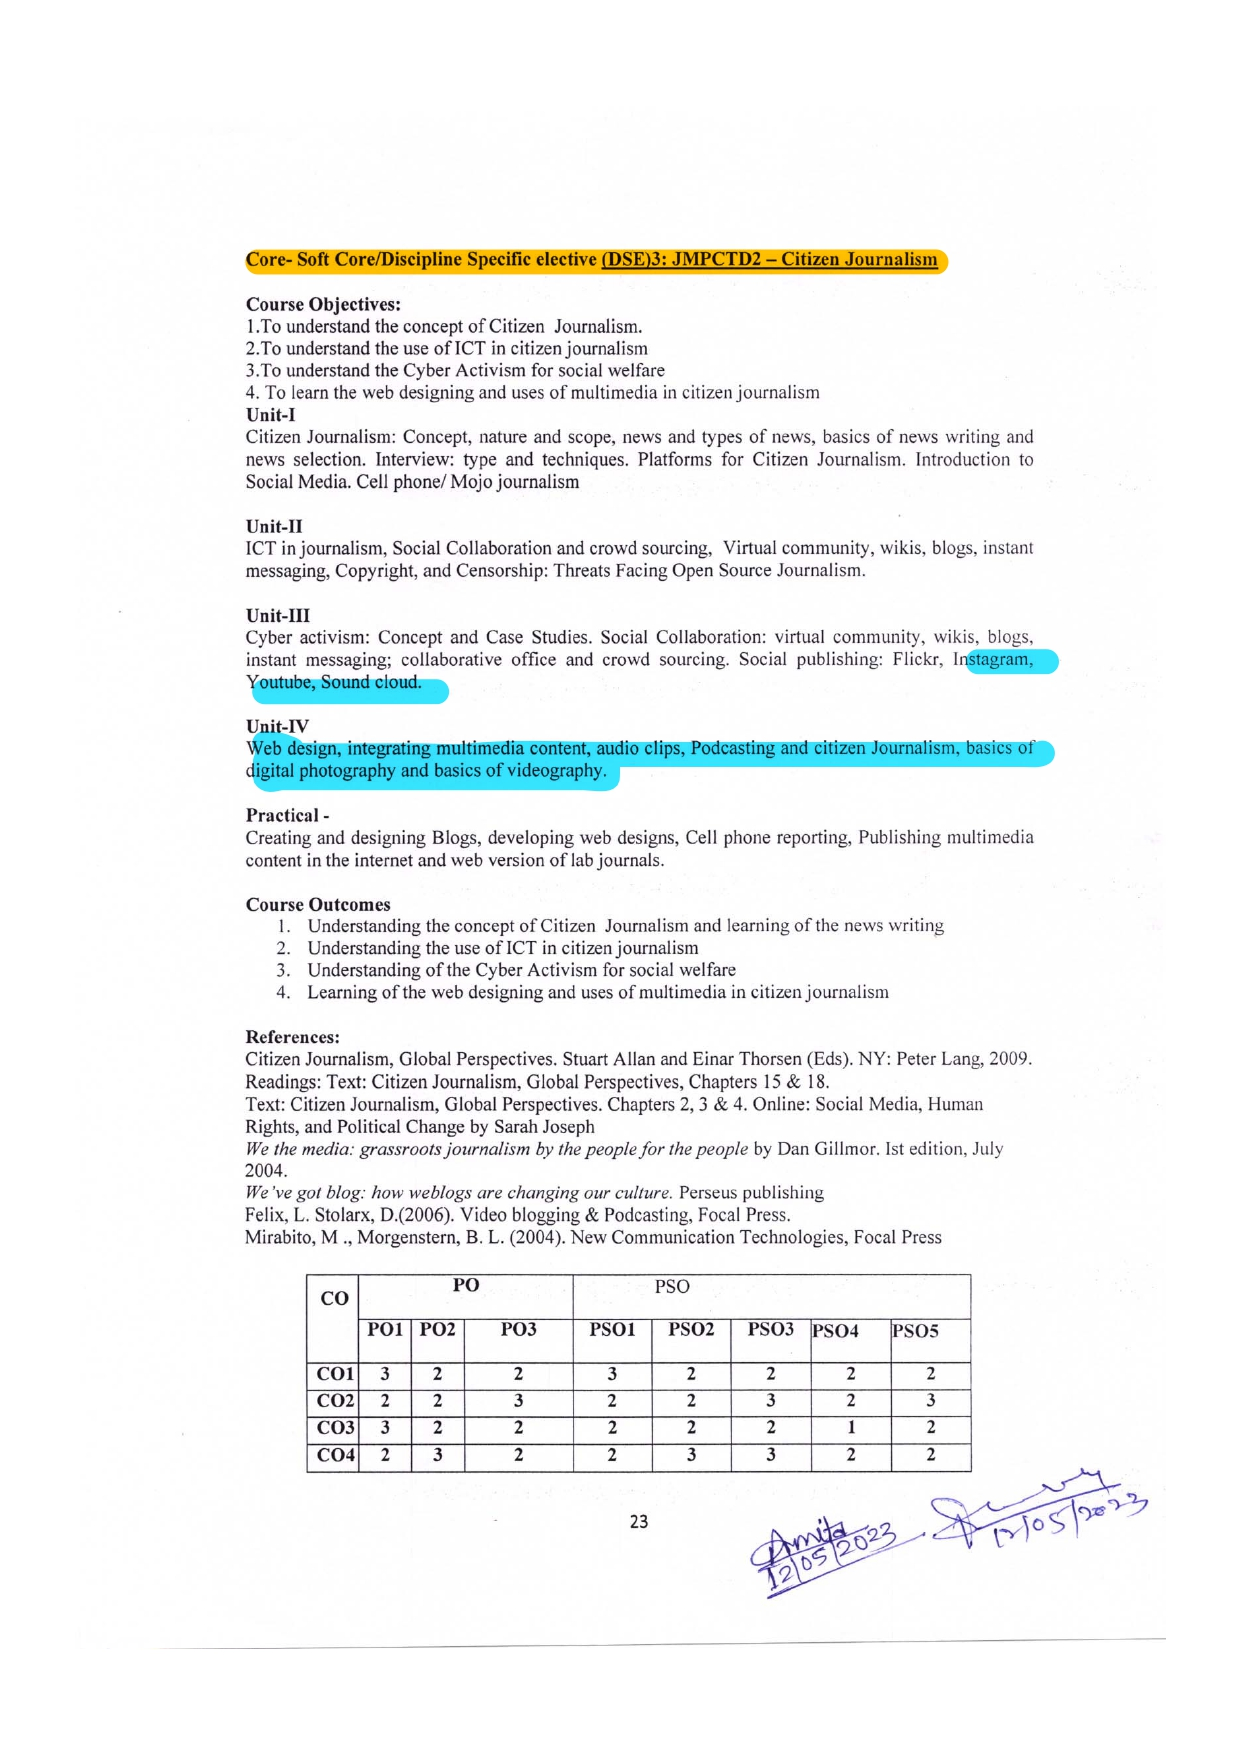 Core- Soft Core/Discipline Specific elective (DSE)3: JMPCTD2 – Citizen Journalism
Course Objectives:
1.To understand the concept of Citizen Journalism.
2.To understand the use of ICT in citizen journalism
3.To understand the Cyber Activism for social welfare
4. To learn the web designing and uses of multimedia in citizen journalism
Unit-I
Citizen Journalism: Concept, nature and scope, news and types of news, basics of news writing and
news selection. Interview: type and techniques. Platforms for Citizen Journalism. Introduction to
Social Media. Cell phone/ Mojo journalism
Unit-II
ICT in journalism, Social Collaboration and crowd sourcing, Virtual community, wikis, blogs, instant
messaging, Copyright, and Censorship: Threats Facing Open Source Journalism.
Unit-III
Cyber activism: Concept and Case Studies. Social Collaboration: virtual community, wikis, blogs,
instant messaging; collaborative office and crowd sourcing. Social publishing: Flickr, Instagram,
Youtube, Sound cloud.
Unit-IV
Web design, integrating multimedia content, audio clips, Podcasting and citizen Journalism, basics of
digital photography and basics of videography.
Practical -
Creating and designing Blogs, developing web designs, Cell phone reporting, Publishing multimedia
content in the internet and web version of lab journals.
Course Outcomes
1. Understanding the concept of Citizen Journalism and learning of the news writing
2. Understanding the use of ICT in citizen journalism
3. Understanding of the Cyber Activism for social welfare
4. Learning of the web designing and uses of multimedia in citizen journalism
References:
Citizen Journalism, Global Perspectives. Stuart Allan and Einar Thorsen (Eds). NY: Peter Lang, 2009.
Readings: Text: Citizen Journalism, Global Perspectives, Chapters 15 & 18.
Text: Citizen Journalism, Global Perspectives. Chapters 2, 3 & 4. Online: Social Media, Human
Rights, and Political Change by Sarah Joseph
We the media: grassroots journalism by the people for the people by Dan Gillmor. Ist edition, July
2004.
We've got blog: how weblogs are changing our culture. Perseus publishing
Felix, L. Stolarx, D.(2006). Video blogging & Podcasting, Focal Press.
Mirabito, M ., Morgenstern, B. L. (2004). New Communication Technologies, Focal Press
CO PO PSO
PO1 PO2 PO3 PSO1 PSO2 PSO3 PSO4 PSO5
CO1 3 2 2 3 2 2 2 2
CO2 2 2 3 2 2 3 2 3
CO3 3 2 2 2 2 2 1 2
CO4 2 3 2 2 3 3 2 2
23
Amita
12/05/2023
12/05/2023